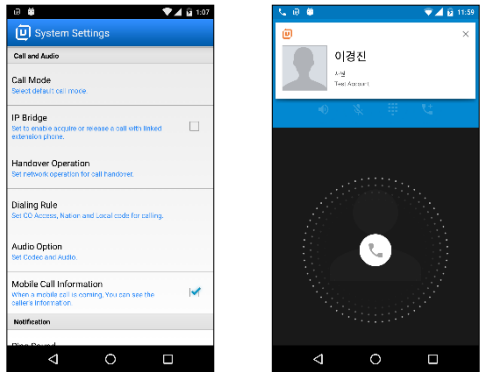 1:07
System Settings
Call and Audio
Call Mode
Select default call mode.
IP Bridge
Set to enable acquire or release a call with linked
extension phone.
Handover Operation
Set network operation for call handover.
Dialing Rule
Set CO Access, Nation and Local code for calling.
Audio Option
Set Codec and Audio.
Mobile Call Information
When a mobile call is coming, You can see the
caller's information.
Notification
11:59
이경진
사원
Test Account